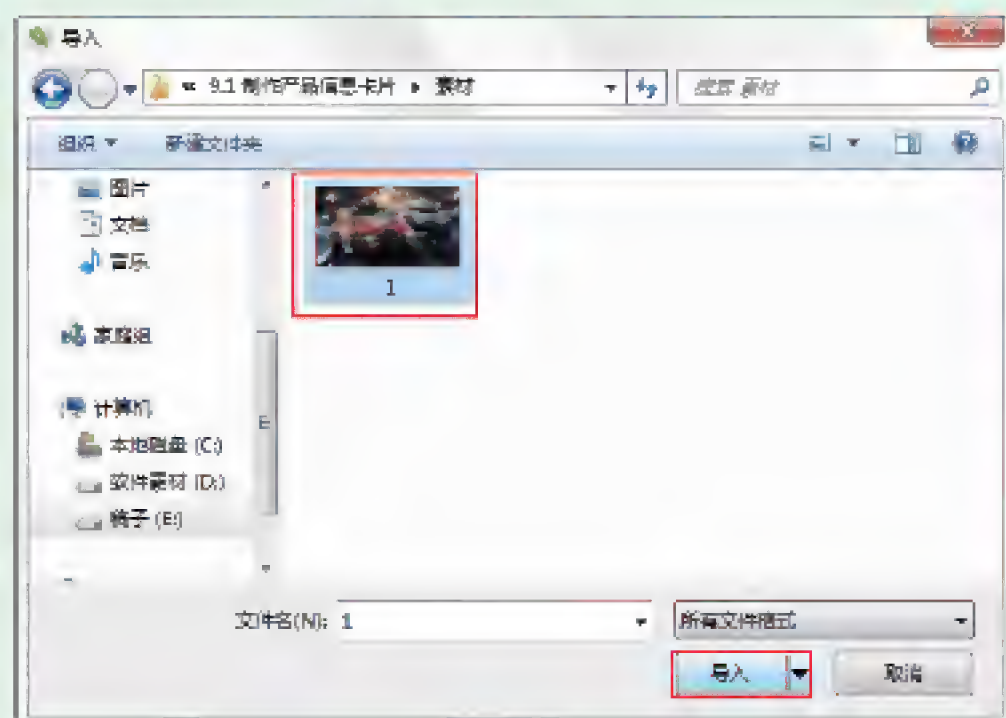 导入
« 9.1 制作产品信息卡片 ▸ 素材
搜索 素材
组织
新建文件夹
图片
文档
音乐
家庭组
计算机
本地磁盘 (C:)
软件素材 (D:)
稿子 (E:)
1
文件名(N): 1
所有文件格式
导入
取消